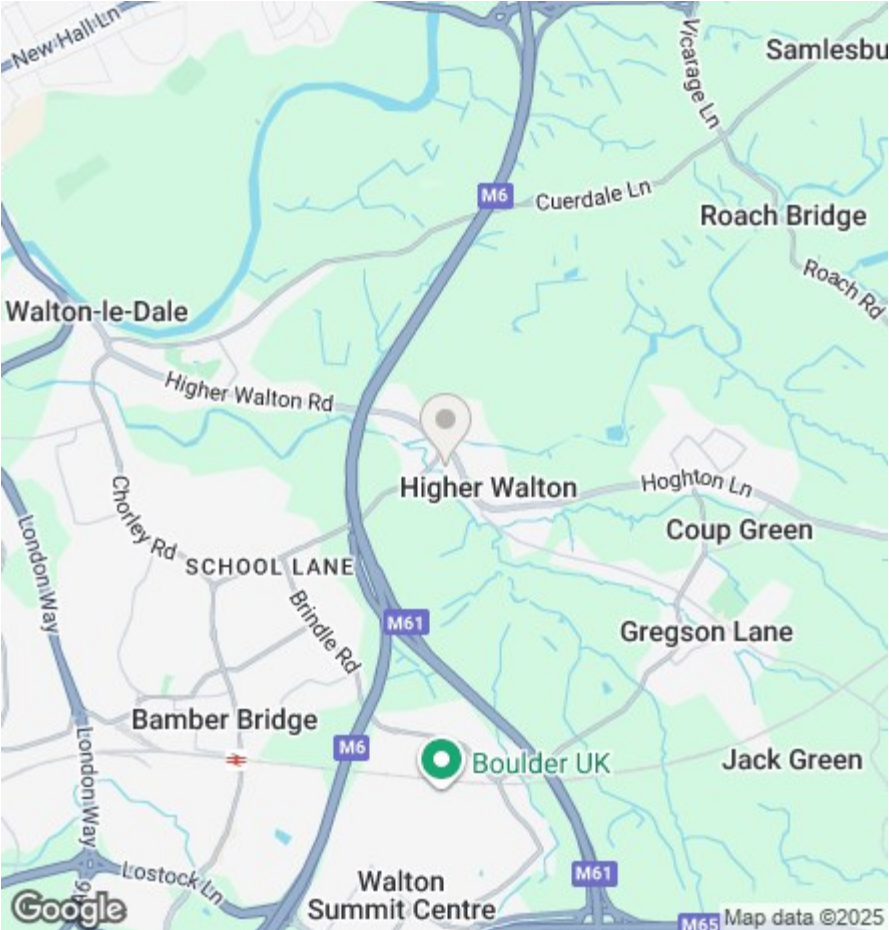 New Hall Ln
Vicarage Ln
Samlesbu
M6
Cuerdale Ln
Roach Bridge
Roach Rd
Walton-le-Dale
Higher Walton Rd
Higher Walton
Hoghton Ln
Chorley Rd
Coup Green
London Way
SCHOOL LANE
Brindle Rd
M61
Gregson Lane
Bamber Bridge
M6
London Way
Boulder UK
Jack Green
Lostock Ln
Walton
Summit Centre
M61
M65
Google
Map data ©2025